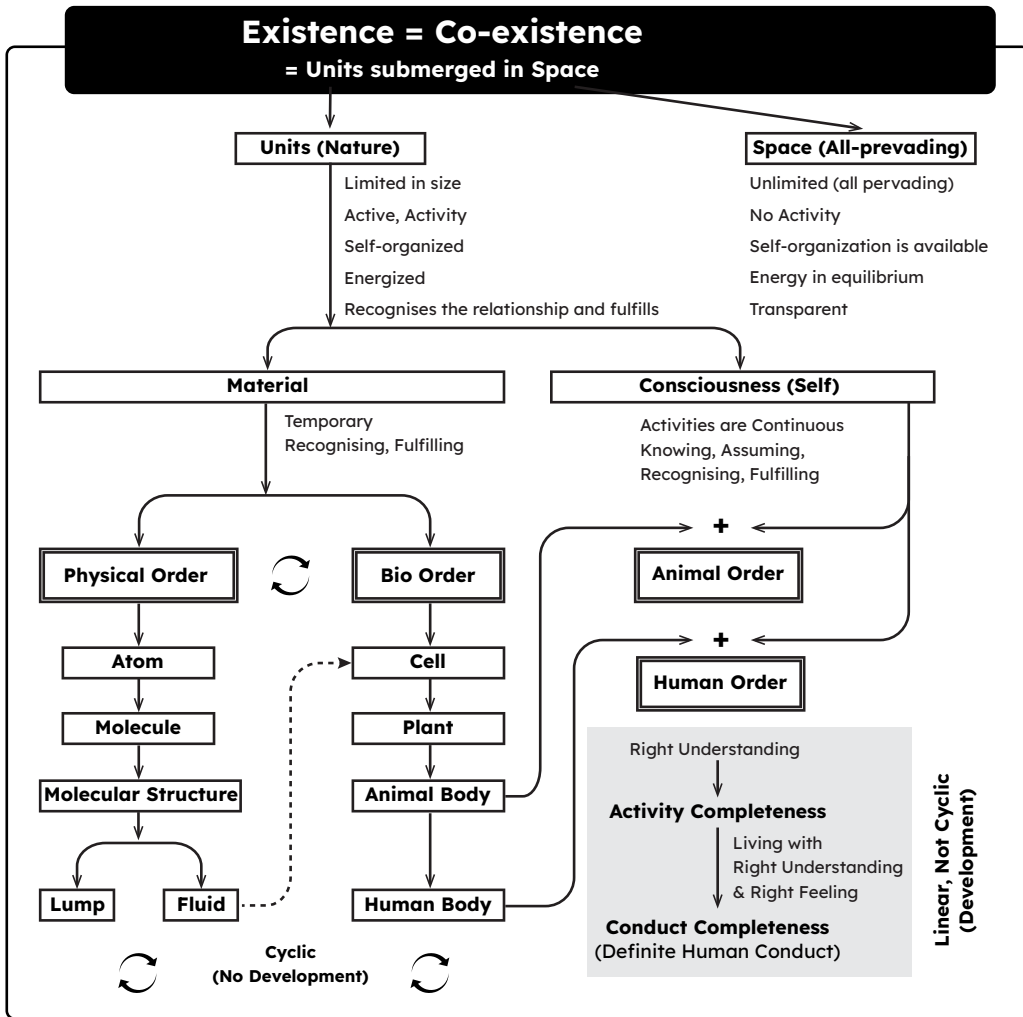 Existence = Co-existence
= Units submerged in Space
Units (Nature)
Limited in size
Active, Activity
Self-organized
Energized
Recognises the relationship and fulfills
Space (All-prevading)
Unlimited (all pervading)
No Activity
Self-organization is available
Energy in equilibrium
Transparent
Material
Temporary
Recognising, Fulfilling
Consciousness (Self)
Activities are Continuous
Knowing, Assuming,
Recognising, Fulfilling
Physical Order
Atom
Molecule
Molecular Structure
Lump
Fluid
Bio Order
Cell
Plant
Animal Body
Human Body
Cyclic
(No Development)
+
Animal Order
+
Human Order
Right Understanding
Activity Completeness
Living with
Right Understanding
& Right Feeling
Conduct Completeness
(Definite Human Conduct)
Linear, Not Cyclic
(Development)